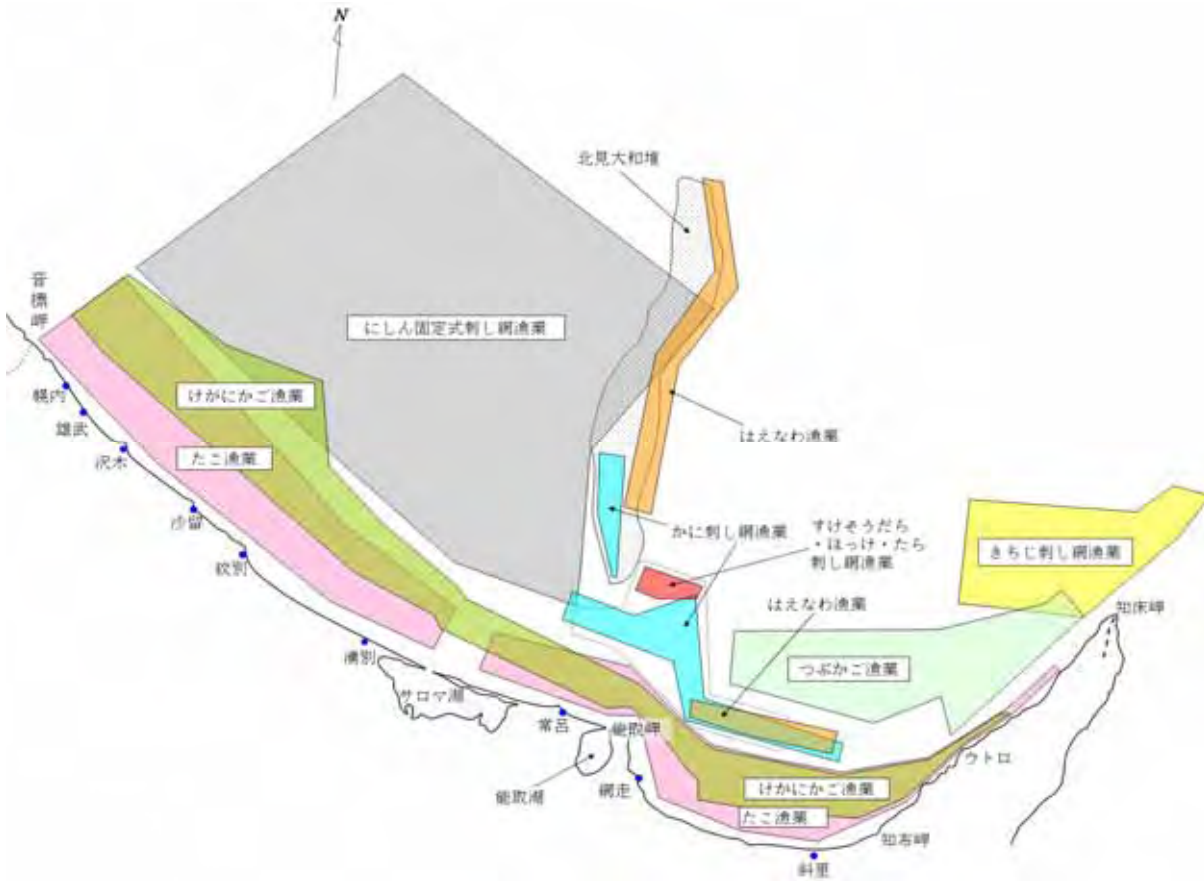 N
北見大和堆
音標岬
にしん固定式刺し網漁業
けがにかご漁業
はえなわ漁業
幌内
雄武
沢木
たこ漁業
沙留
紋別
かに刺し網漁業
すけそうだら
・ほっけ・たら
刺し網漁業
きちじ刺し網漁業
はえなわ漁業
知床岬
湧別
サロマ湖
つぶかご漁業
常呂
能取岬
ウトロ
能取湖
網走
けがにかご漁業
たこ漁業
知布岬
斜里